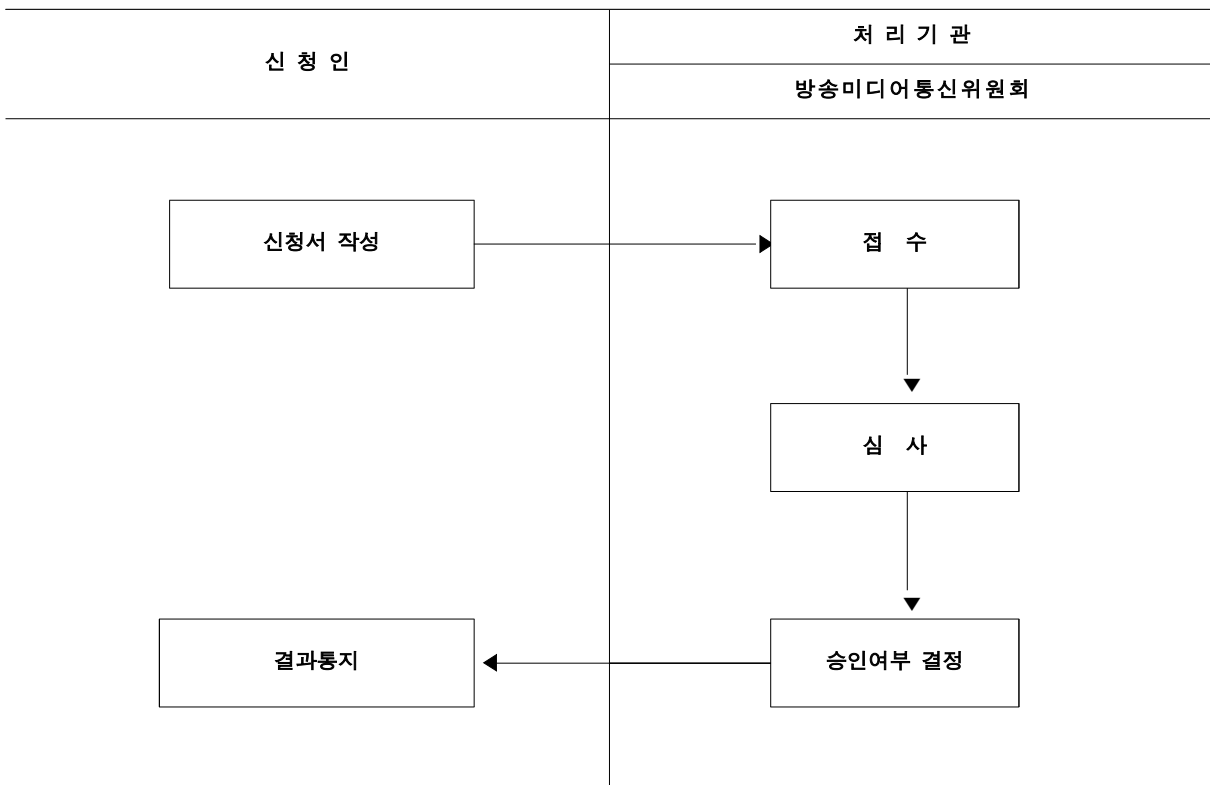 신 청 인
처 리 기 관
방송미디어통신위원회
신청서 작성
접 수
심 사
결과통지
승인여부 결정